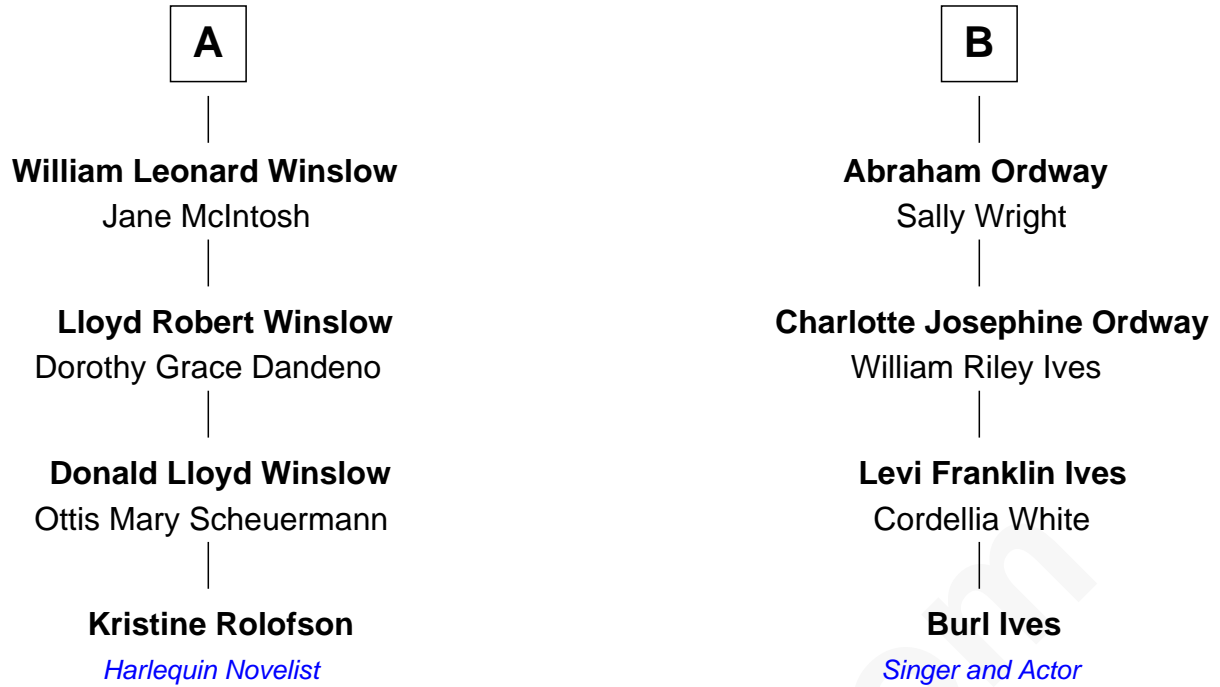 A
William Leonard Winslow
Jane McIntosh
Lloyd Robert Winslow
Dorothy Grace Dandeno
Donald Lloyd Winslow
Ottis Mary Scheuermann
Kristine Rolofson
Harlequin Novelist
B
Abraham Ordway
Sally Wright
Charlotte Josephine Ordway
William Riley Ives
Levi Franklin Ives
Cordellia White
Burl Ives
Singer and Actor
om